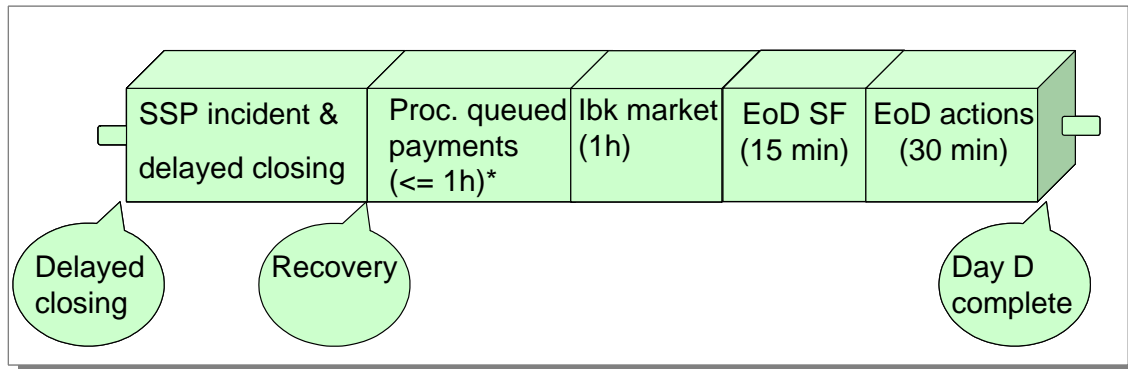 SSP incident &
delayed closing
Proc. queued
payments
(<= 1h)*
Ibk market
(1h)
EoD SF
(15 min)
EoD actions
(30 min)
Delayed
closing
Recovery
Day D
complete